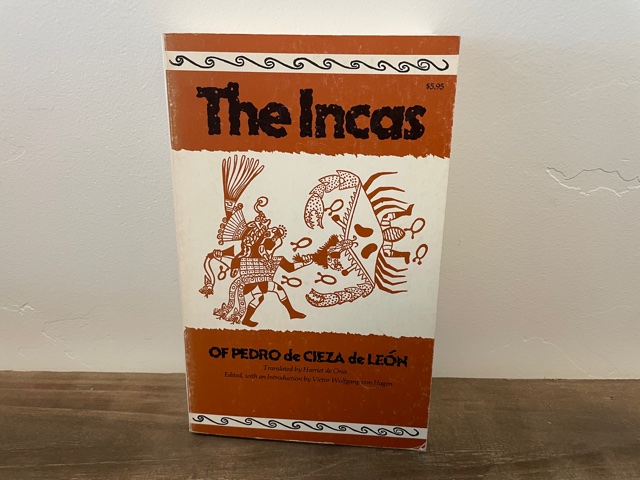 $5.95
The Incas
OF PEDRO de CIEZA de LEÓN
Translated by Harriet de Onis
Edited, with an Introduction by Victor Wolfgang von Hagen